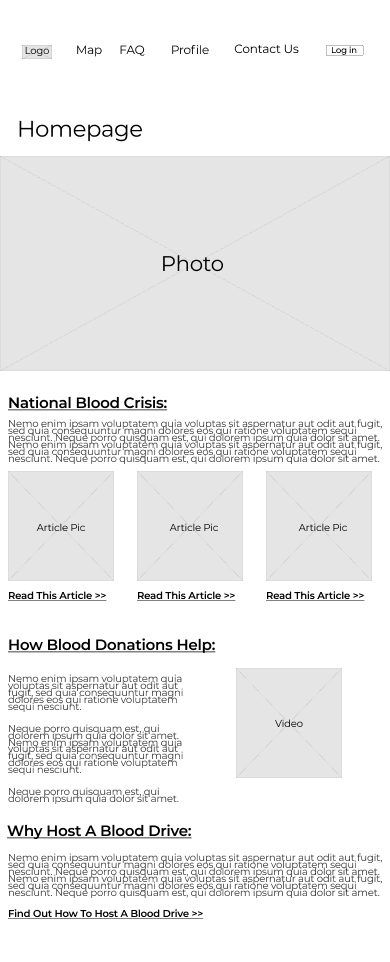 Logo
Map
FAQ
Profile
Contact Us
Log in
Homepage
Photo
National Blood Crisis:
Nemo enim ipsam voluptatem quia voluptas sit aspernatur aut odit aut fugit,
sed quia consequuntur magni dolores eos qui ratione voluptatem sequi
nesciunt. Neque porro quisquam est, qui dolorem ipsum quia dolor sit amet.
Nemo enim ipsam voluptatem quia voluptas sit aspernatur aut odit aut fugit,
sed quia consequuntur magni dolores eos qui ratione voluptatem sequi
nesciunt. Neque porro quisquam est, qui dolorem ipsum quia dolor sit amet.
Article Pic
Article Pic
Article Pic
Read This Article >>
Read This Article >>
Read This Article >>
How Blood Donations Help:
Nemo enim ipsam voluptatem quia
voluptas sit aspernatur aut odit aut
fugit, sed quia consequuntur magni
dolores eos qui ratione voluptatem
sequi nesciunt.
Neque porro quisquam est, qui
dolorem ipsum quia dolor sit amet.
Nemo enim ipsam voluptatem quia
voluptas sit aspernatur aut odit aut
fugit, sed quia consequuntur magni
dolores eos qui ratione voluptatem
sequi nesciunt.
Neque porro quisquam est, qui
dolorem ipsum quia dolor sit amet.
Video
Why Host A Blood Drive:
Nemo enim ipsam voluptatem quia voluptas sit aspernatur aut odit aut fugit,
sed quia consequuntur magni dolores eos qui ratione voluptatem sequi
nesciunt. Neque porro quisquam est, qui dolorem ipsum quia dolor sit amet.
Nemo enim ipsam voluptatem quia voluptas sit aspernatur aut odit aut fugit,
sed quia consequuntur magni dolores eos qui ratione voluptatem sequi
nesciunt. Neque porro quisquam est, qui dolorem ipsum quia dolor sit amet.
Find Out How To Host A Blood Drive >>